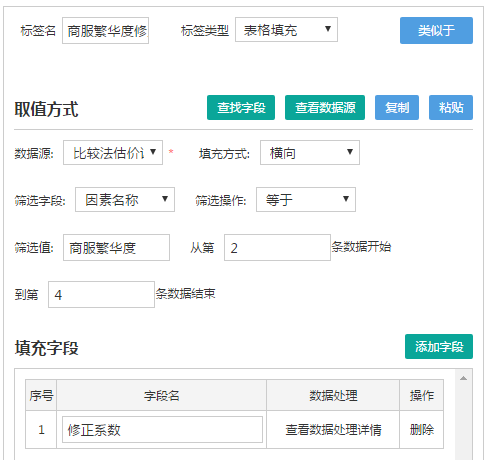 标签名 商服繁华度修 标签类型 表格填充 类似于
取值方式 查找字段 查看数据源 复制 粘贴
数据源: 比较法估价 * 填充方式: 横向
筛选字段: 因素名称 筛选操作: 等于
筛选值: 商服繁华度 从第 2 条数据开始
到第 4 条数据结束
填充字段 添加字段
序号 字段名 数据处理 操作
1 修正系数 查看数据处理详情 删除